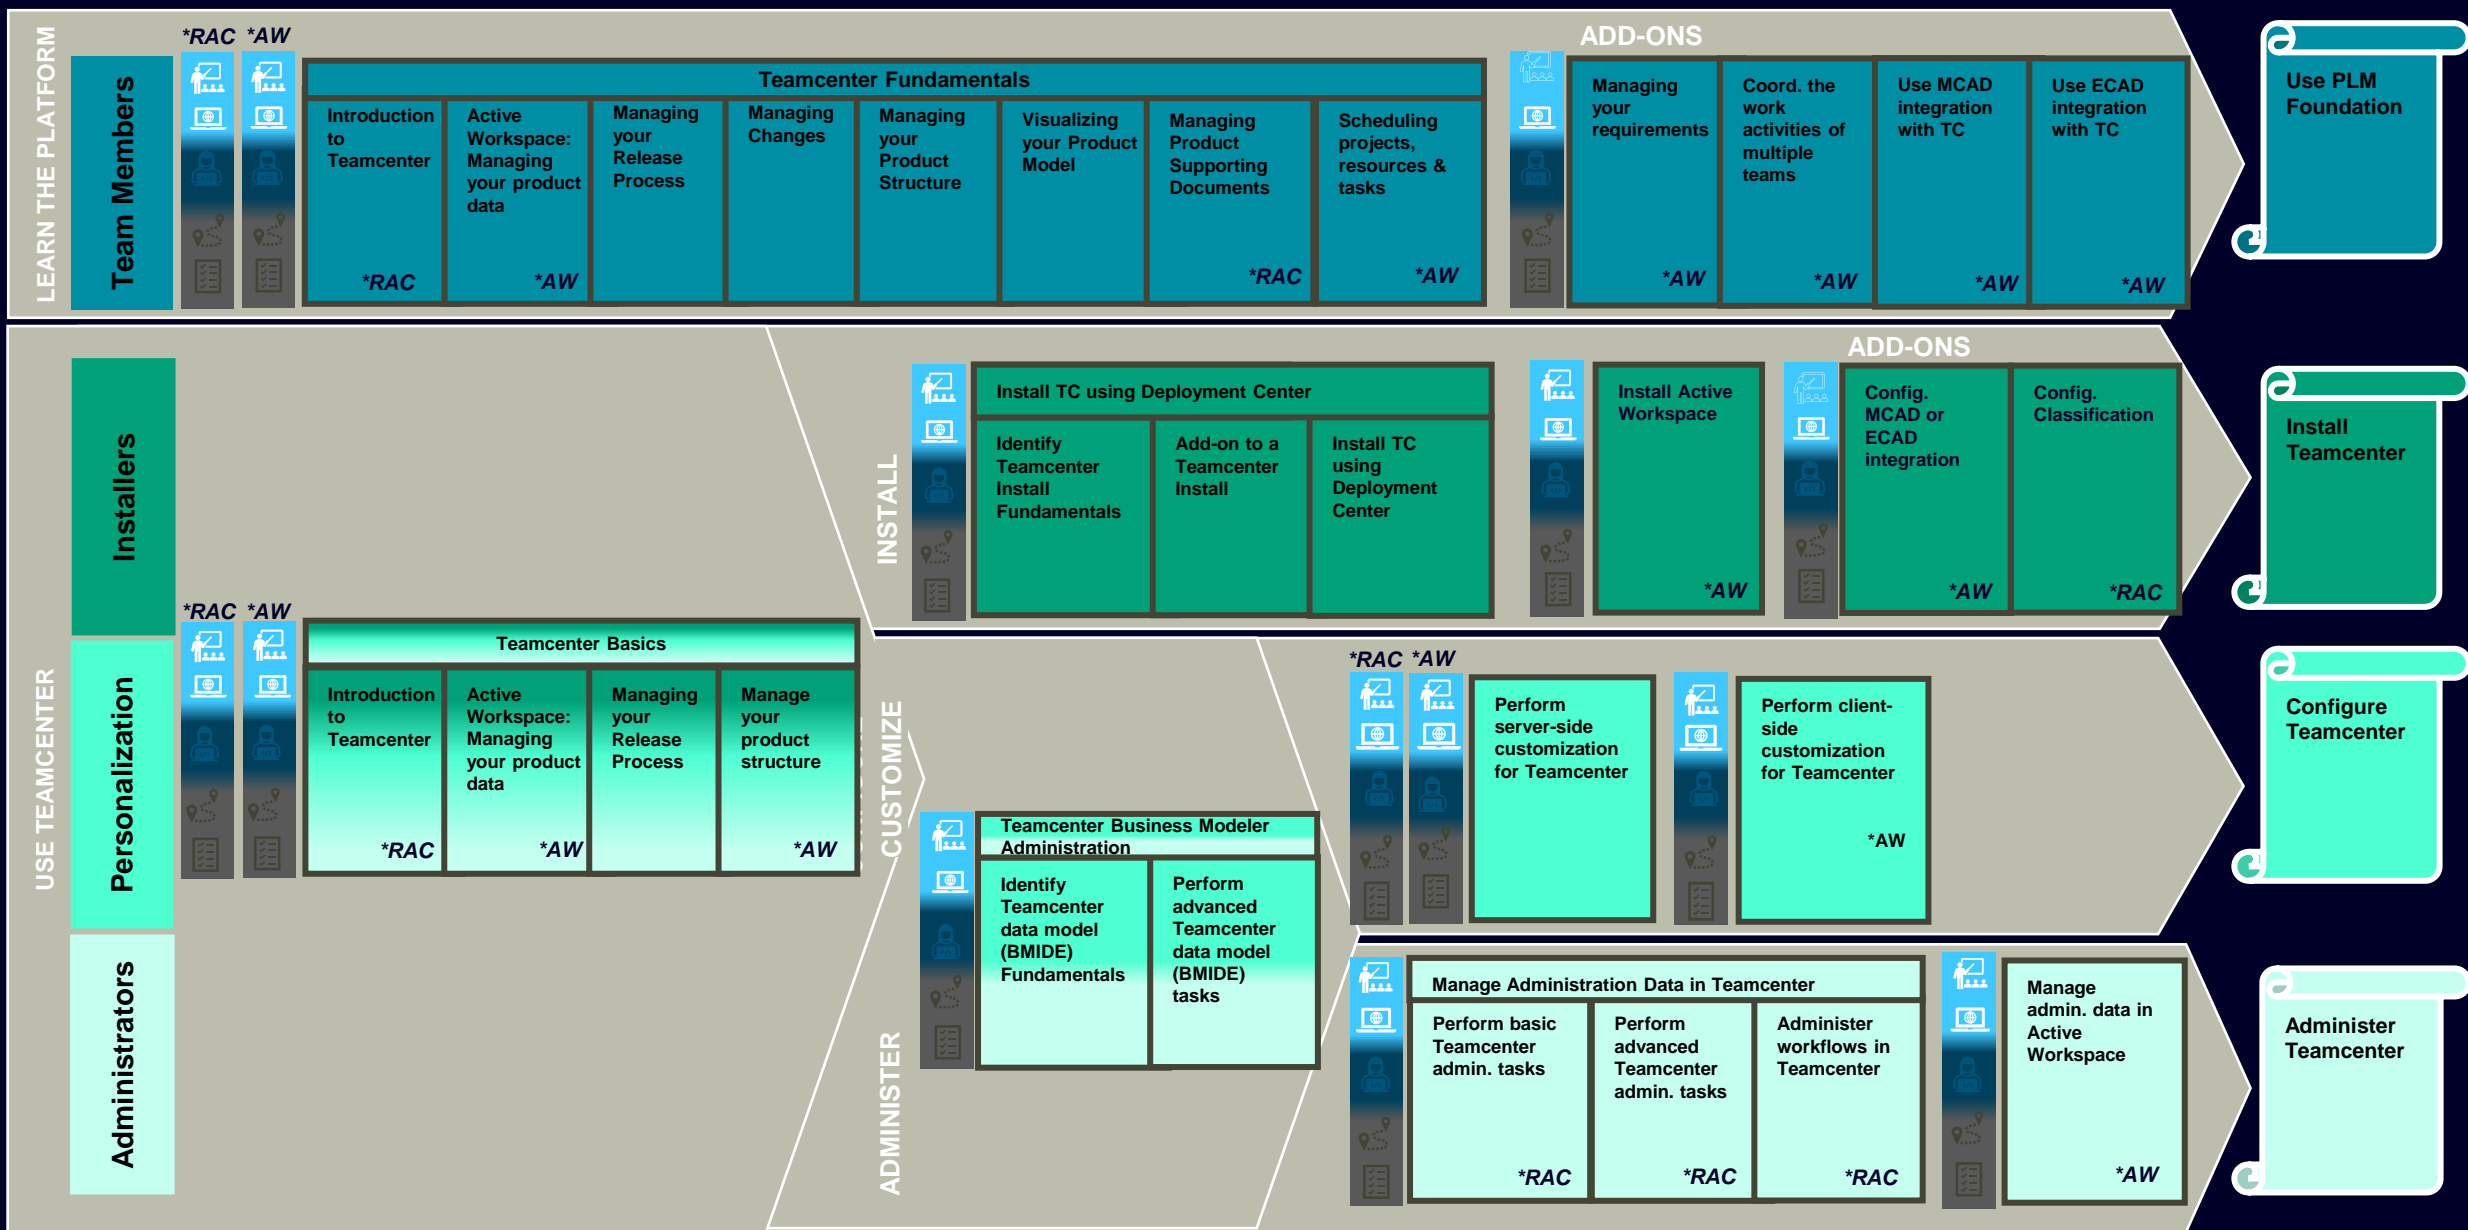 LEARN THE PLATFORM
Team Members
*RAC *AW
Teamcenter Fundamentals
Introduction
to
Teamcenter
*RAC
Active
Workspace:
Managing
your product
data
*AW
Managing
your
Release
Process
Managing
Changes
Managing
your
Product
Structure
Visualizing
your Product
Model
Managing
Product
Supporting
Documents
*RAC
Scheduling
projects,
resources &
tasks
*AW
ADD-ONS
Managing
your
requirements
*AW
Coord. the
work
activities of
multiple
teams
*AW
Use MCAD
integration
with TC
*AW
Use ECAD
integration
with TC
*AW
Use PLM
Foundation
USE TEAMCENTER
Installers
Personalization
Administrators
*RAC *AW
Teamcenter Basics
Introduction
to
Teamcenter
*RAC
Active
Workspace:
Managing
your product
data
*AW
Managing
your
Release
Process
Manage
your
product
structure
*AW
INSTALL
Install TC using Deployment Center
Identify
Teamcenter
Install
Fundamentals
Add-on to a
Teamcenter
Install
Install TC
using
Deployment
Center
Install Active
Workspace
*AW
ADD-ONS
Config.
MCAD or
ECAD
integration
*AW
Config.
Classification
*RAC
Install
Teamcenter
CUSTOMIZE
ADMINISTER
Teamcenter Business Modeler
Administration
Identify
Teamcenter
data model
(BMIDE)
Fundamentals
Perform
advanced
Teamcenter
data model
(BMIDE)
tasks
*RAC *AW
Perform
server-side
customization
for Teamcenter
Perform client-
side
customization
for Teamcenter
*AW
Configure
Teamcenter
Manage Administration Data in Teamcenter
Perform basic
Teamcenter
admin. tasks
*RAC
Perform
advanced
Teamcenter
admin. tasks
*RAC
Administer
workflows in
Teamcenter
*RAC
Manage
admin. data in
Active
Workspace
*AW
Administer
Teamcenter